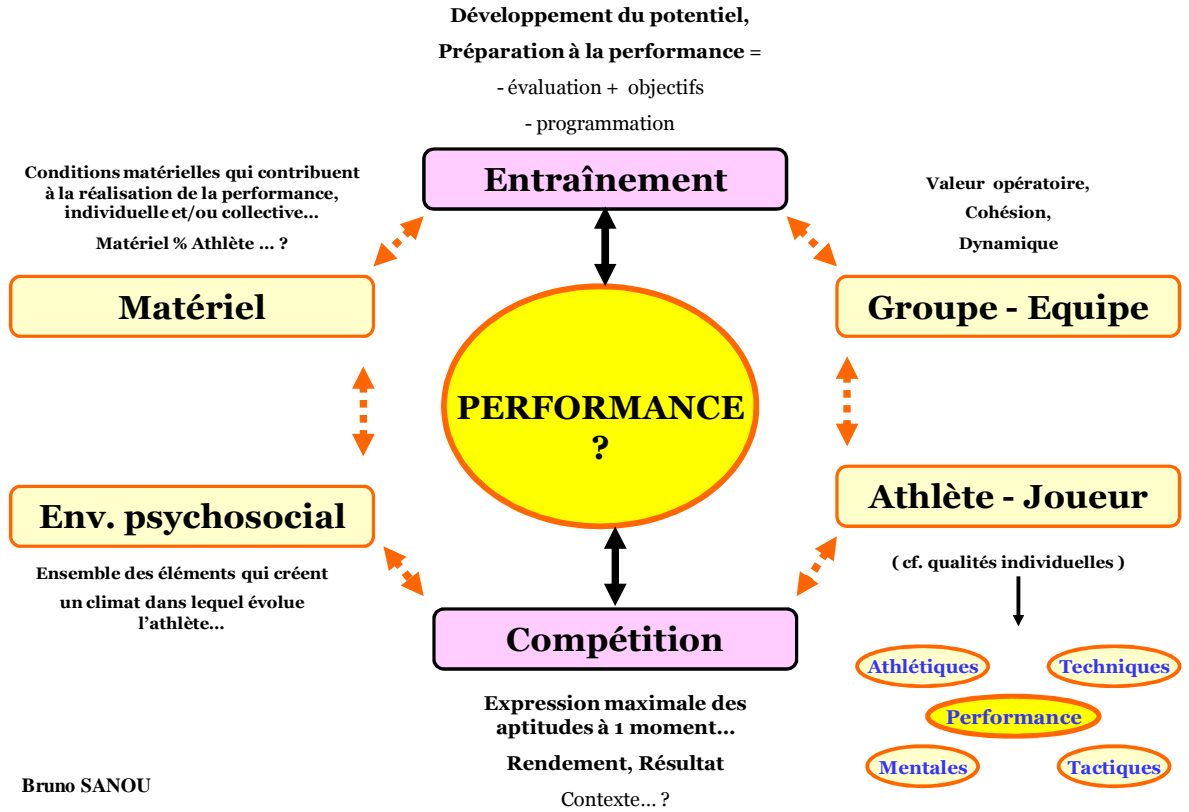 Développement du potentiel,
Préparation à la performance =
- évaluation + objectifs
- programmation
Entraînement
Conditions matérielles qui contribuent
à la réalisation de la performance,
individuelle et/ou collective...
Matériel % Athlète ... ?
Matériel
Valeur opératoire,
Cohésion,
Dynamique
Groupe - Equipe
PERFORMANCE
?
Env. psychosocial
Ensemble des éléments qui créent
un climat dans lequel évolue
l'athlète...
Athlète - Joueur
( cf. qualités individuelles )
Athlétiques
Techniques
Performance
Mentales
Tactiques
Compétition
Expression maximale des
aptitudes à 1 moment...
Rendement, Résultat
Contexte... ?
Bruno SANOU